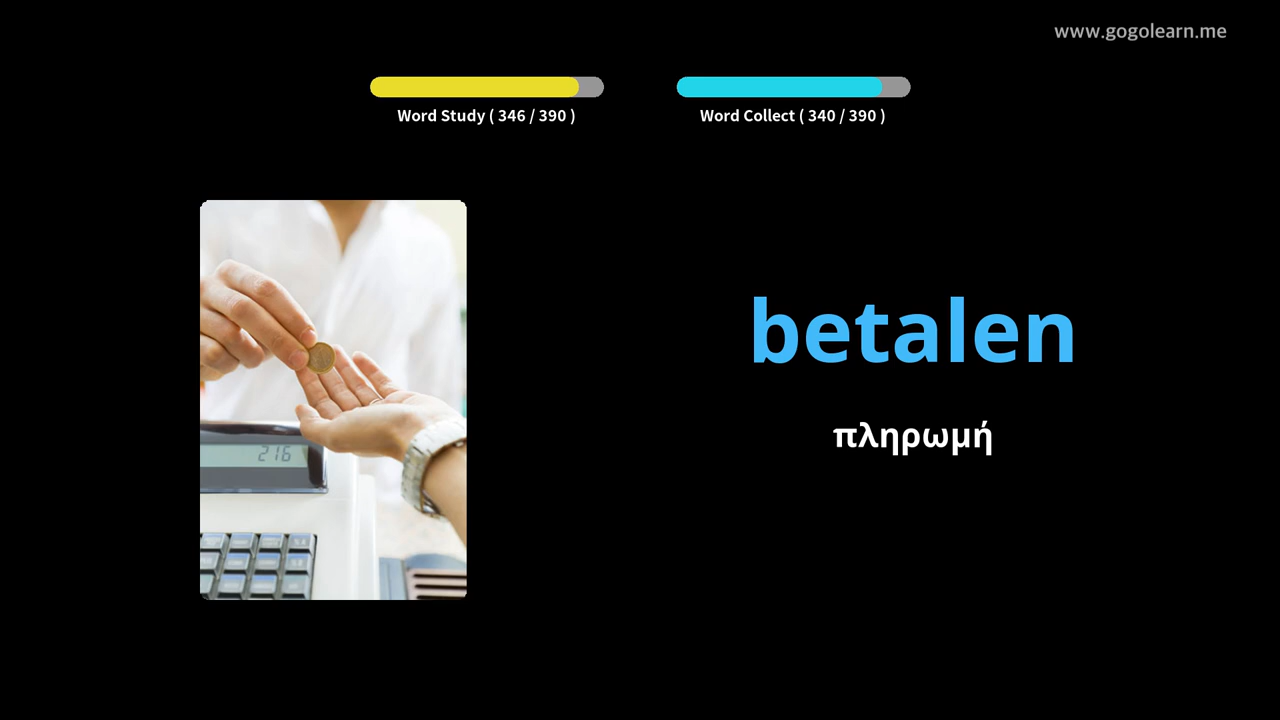 www.gogolearn.me
Word Study ( 346 / 390 )
Word Collect ( 340 / 390 )
216
betalen
πληρωμή